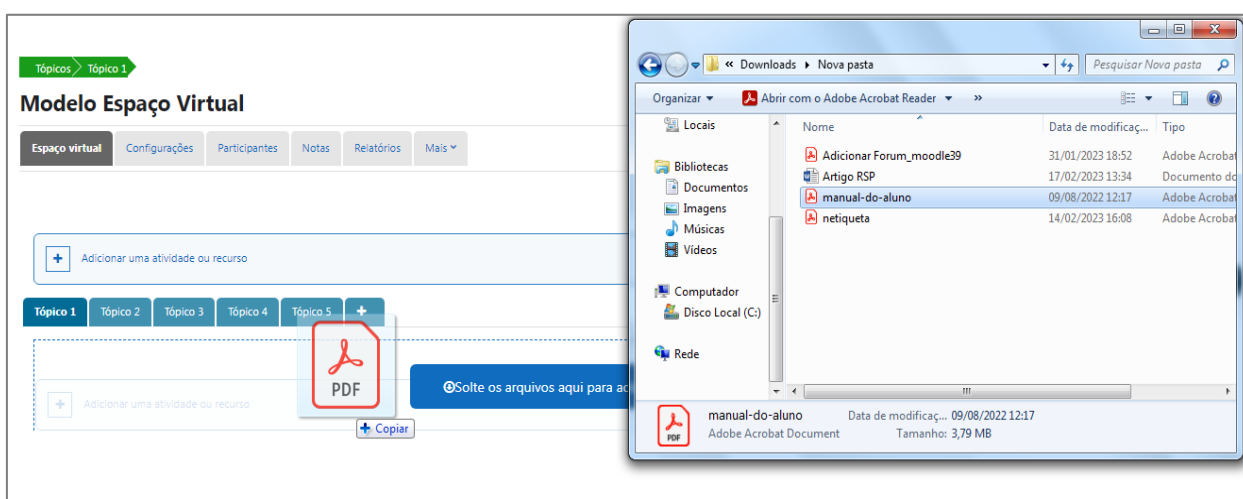 Tópicos Tópico 1
Modelo Espaço Virtual
Espaço virtual Configurações Participantes Notas Relatórios Mais
Adicionar uma atividade ou recurso
Tópico 1 Tópico 2 Tópico 3 Tópico 4 Tópico 5
PDF
Solte os arquivos aqui para
Adicionar uma atividade ou recurso
Copiar
« Downloads Nova pasta
Pesquisar Nova pasta
Organizar Abrir com o Adobe Acrobat Reader »
Locais
Bibliotecas
Documentos
Imagens
Músicas
Vídeos
Computador
Disco Local (C:)
Rede
Nome Data de modificaç... Tipo
Adicionar Forum_moodle39 31/01/2023 18:52 Adobe Acrobat
Artigo RSP 17/02/2023 13:34 Documento do
manual-do-aluno 09/08/2022 12:17 Adobe Acrobat
netiqueta 14/02/2023 16:08 Adobe Acrobat
PDF
manual-do-aluno Data de modificaç... 09/08/2022 12:17
Adobe Acrobat Document Tamanho: 3,79 MB